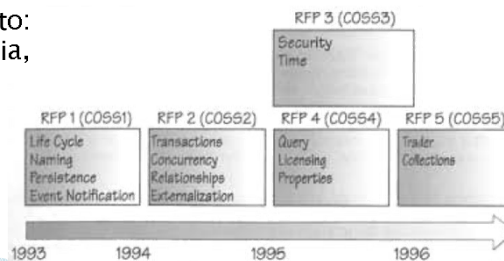 to:
ia,
RFP 3 (COSS3)
Security
Time
RFP 1 (COSS1)
Life Cycle
Naming
Persistence
Event Notification
RFP 2 (COSS2)
Transactions
Concurrency
Relationships
Externalization
RFP 4 (COSS4)
Query
Licensing
Properties
RFP 5 (COSS5)
Trader
Collections
1993 1994 1995 1996